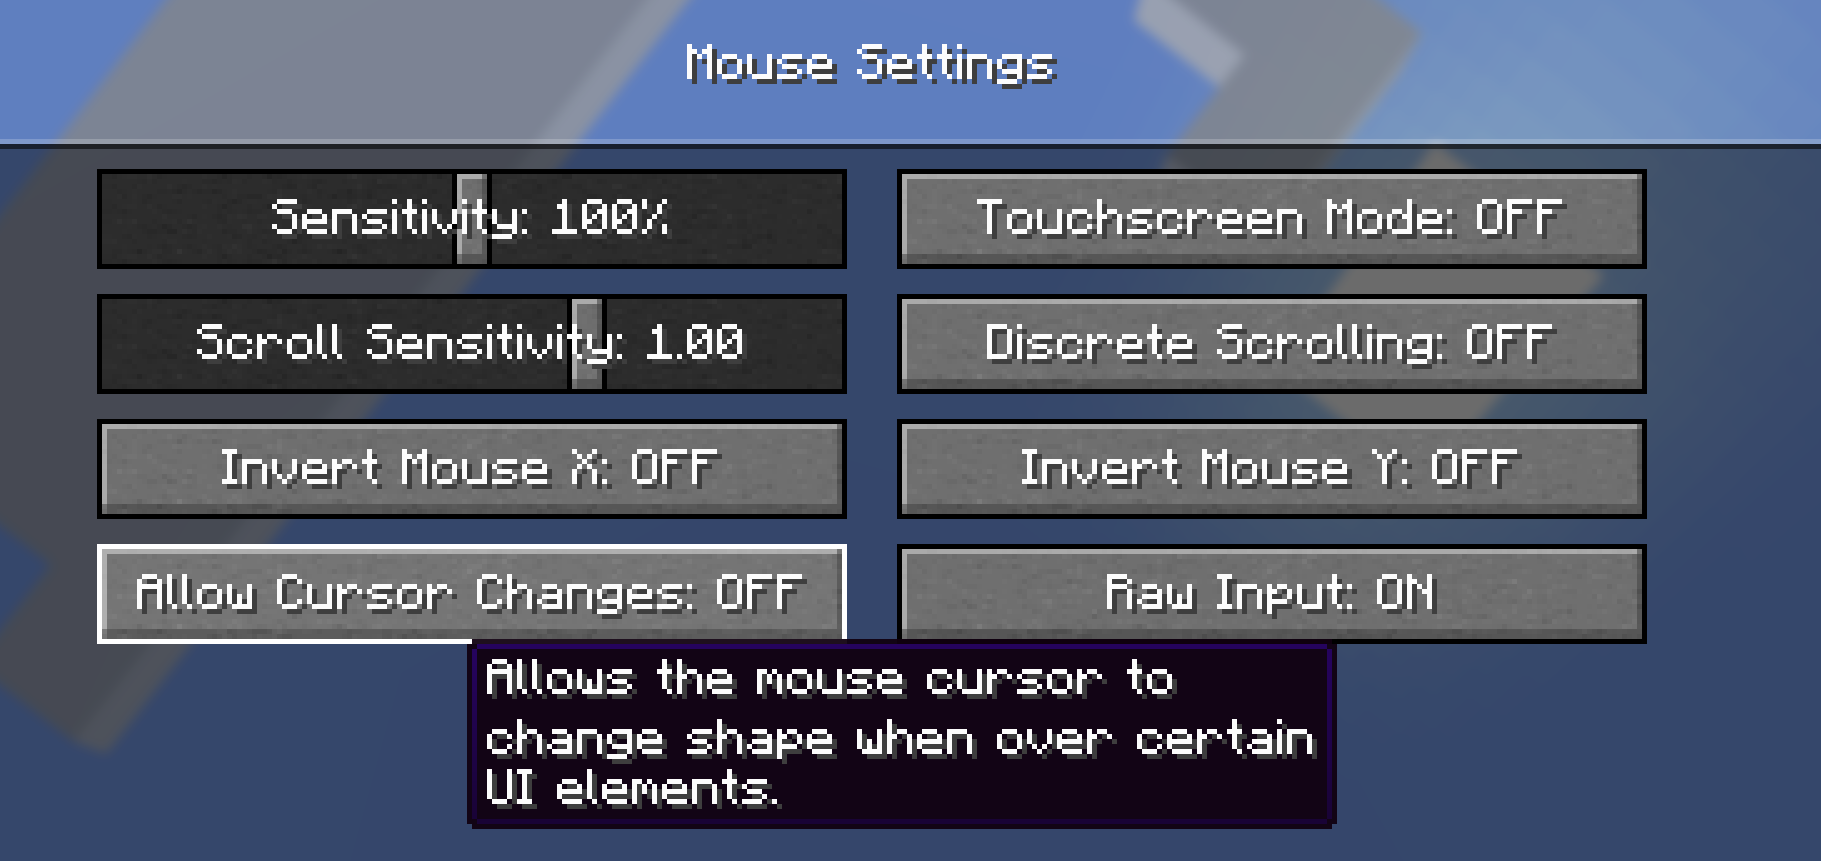 Mouse Settings
Sensitivity: 100%
Touchscreen Mode: OFF
Scroll Sensitivity: 1.00
Discrete Scrolling: OFF
Invert Mouse X: OFF
Invert Mouse Y: OFF
Allow Cursor Changes: OFF
Raw Input: ON
Allows the mouse cursor to
change shape when over certain
UI elements.